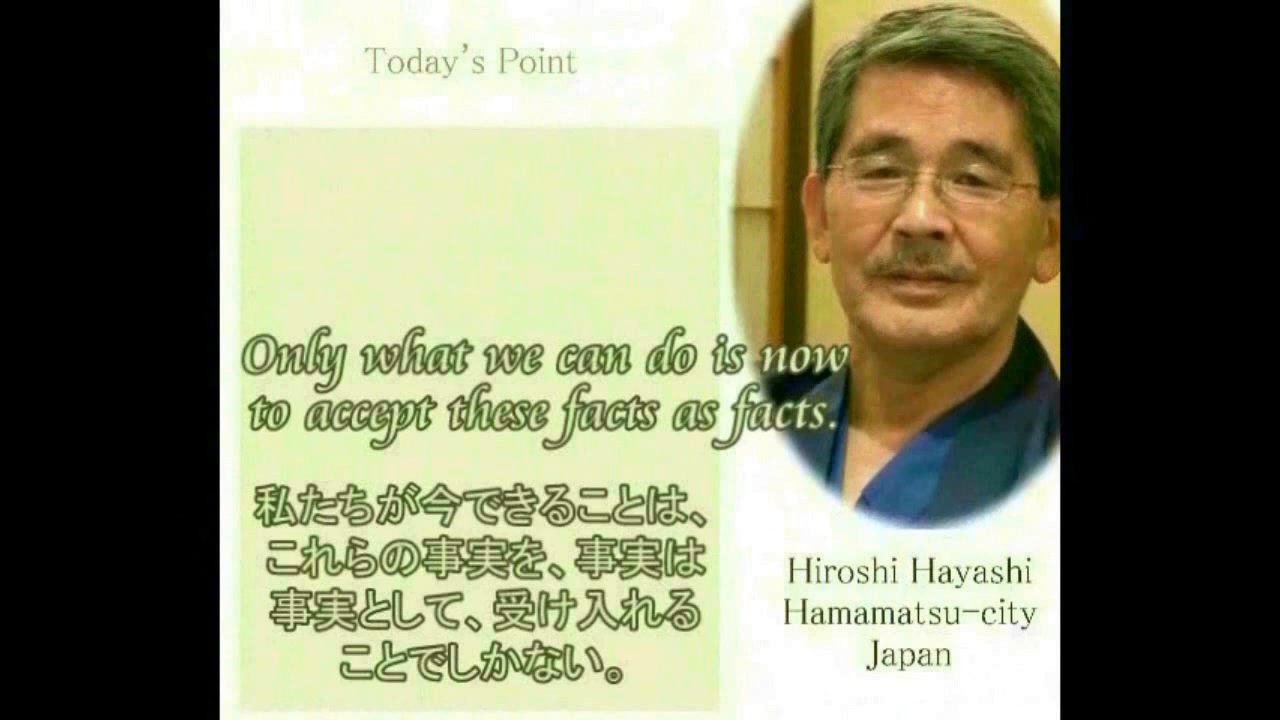 Today's Point
Only what we can do is now
to accept these facts as facts.
私たちが今できることは、
これらの事実を、事実は
事実として、受け入れる
ことでしかない。
Hiroshi Hayashi
Hamamatsu-city
Japan